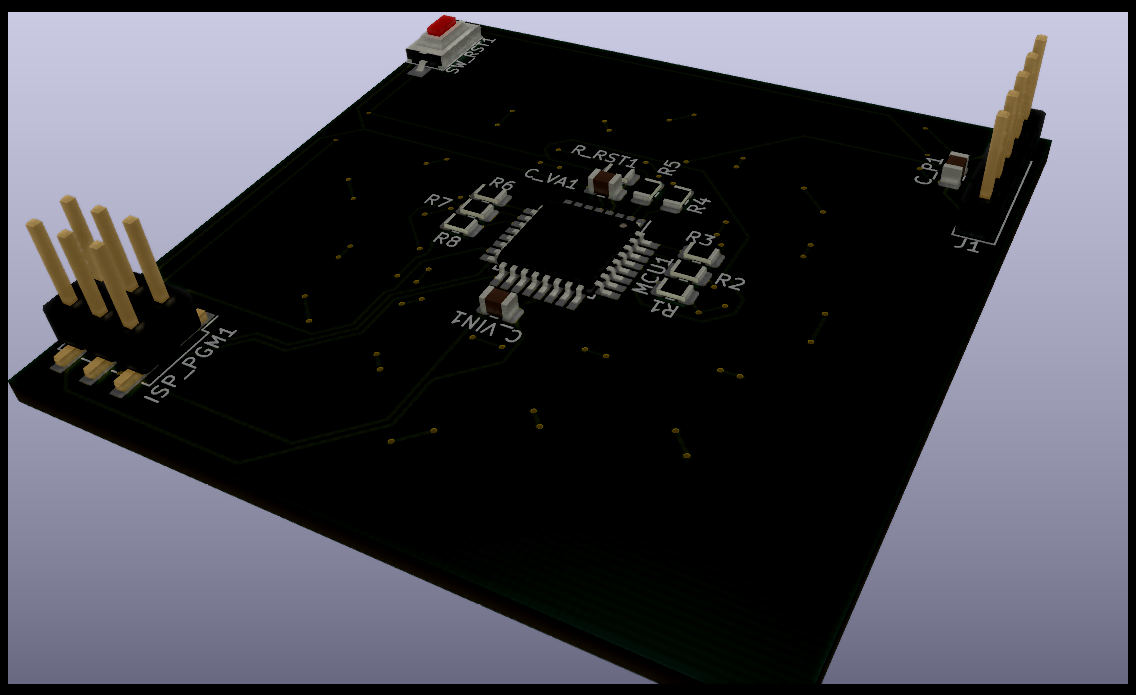 SW_RST1
R_RST1
R5
C_VA1
C_P1
R6
R4
R7
R8
R3
J1
MCU1
R2
R1
C_VIN1
ISP_PGM1